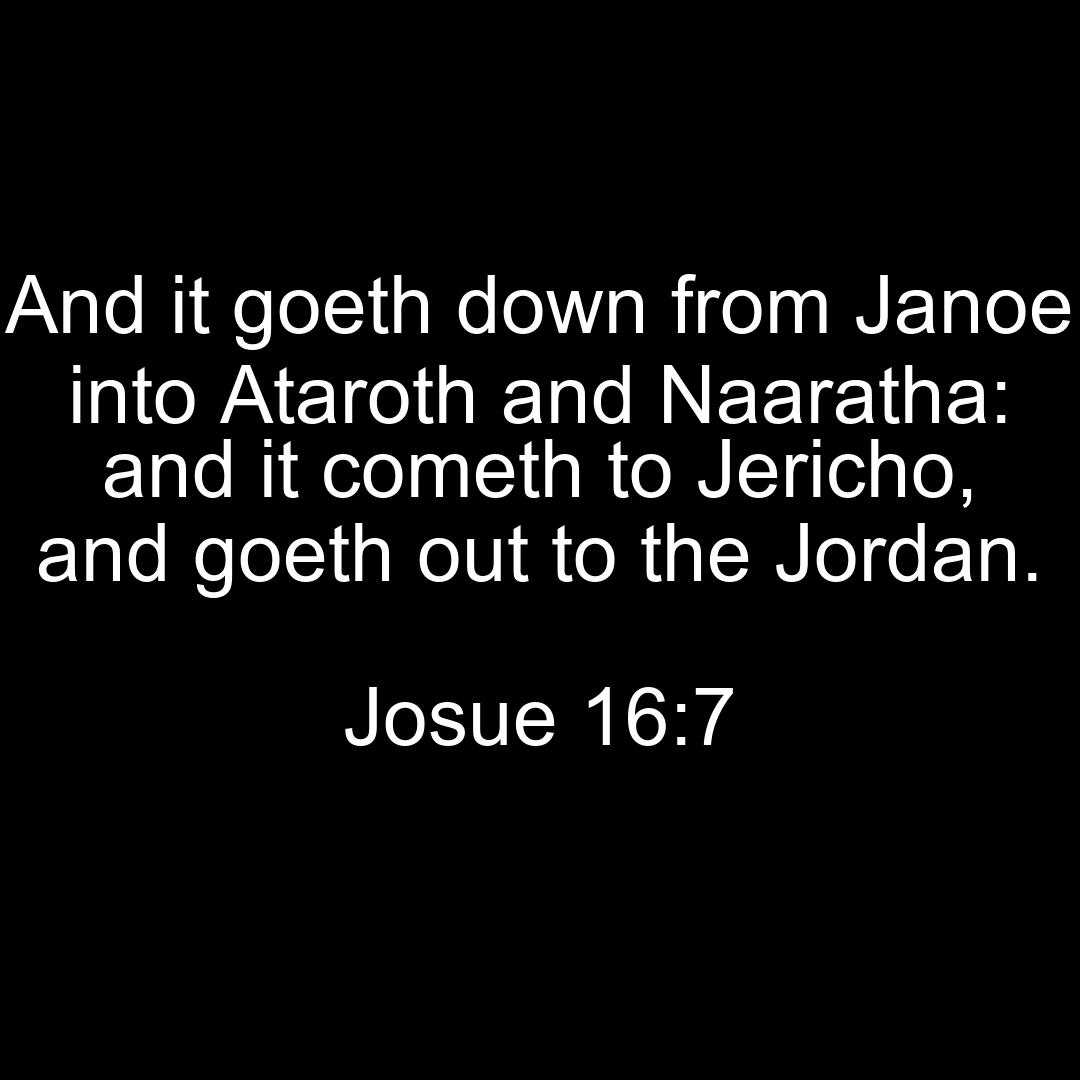 And it goeth down from Janoe
into Ataroth and Naaratha:
and it cometh to Jericho,
and goeth out to the Jordan.
Josue 16:7